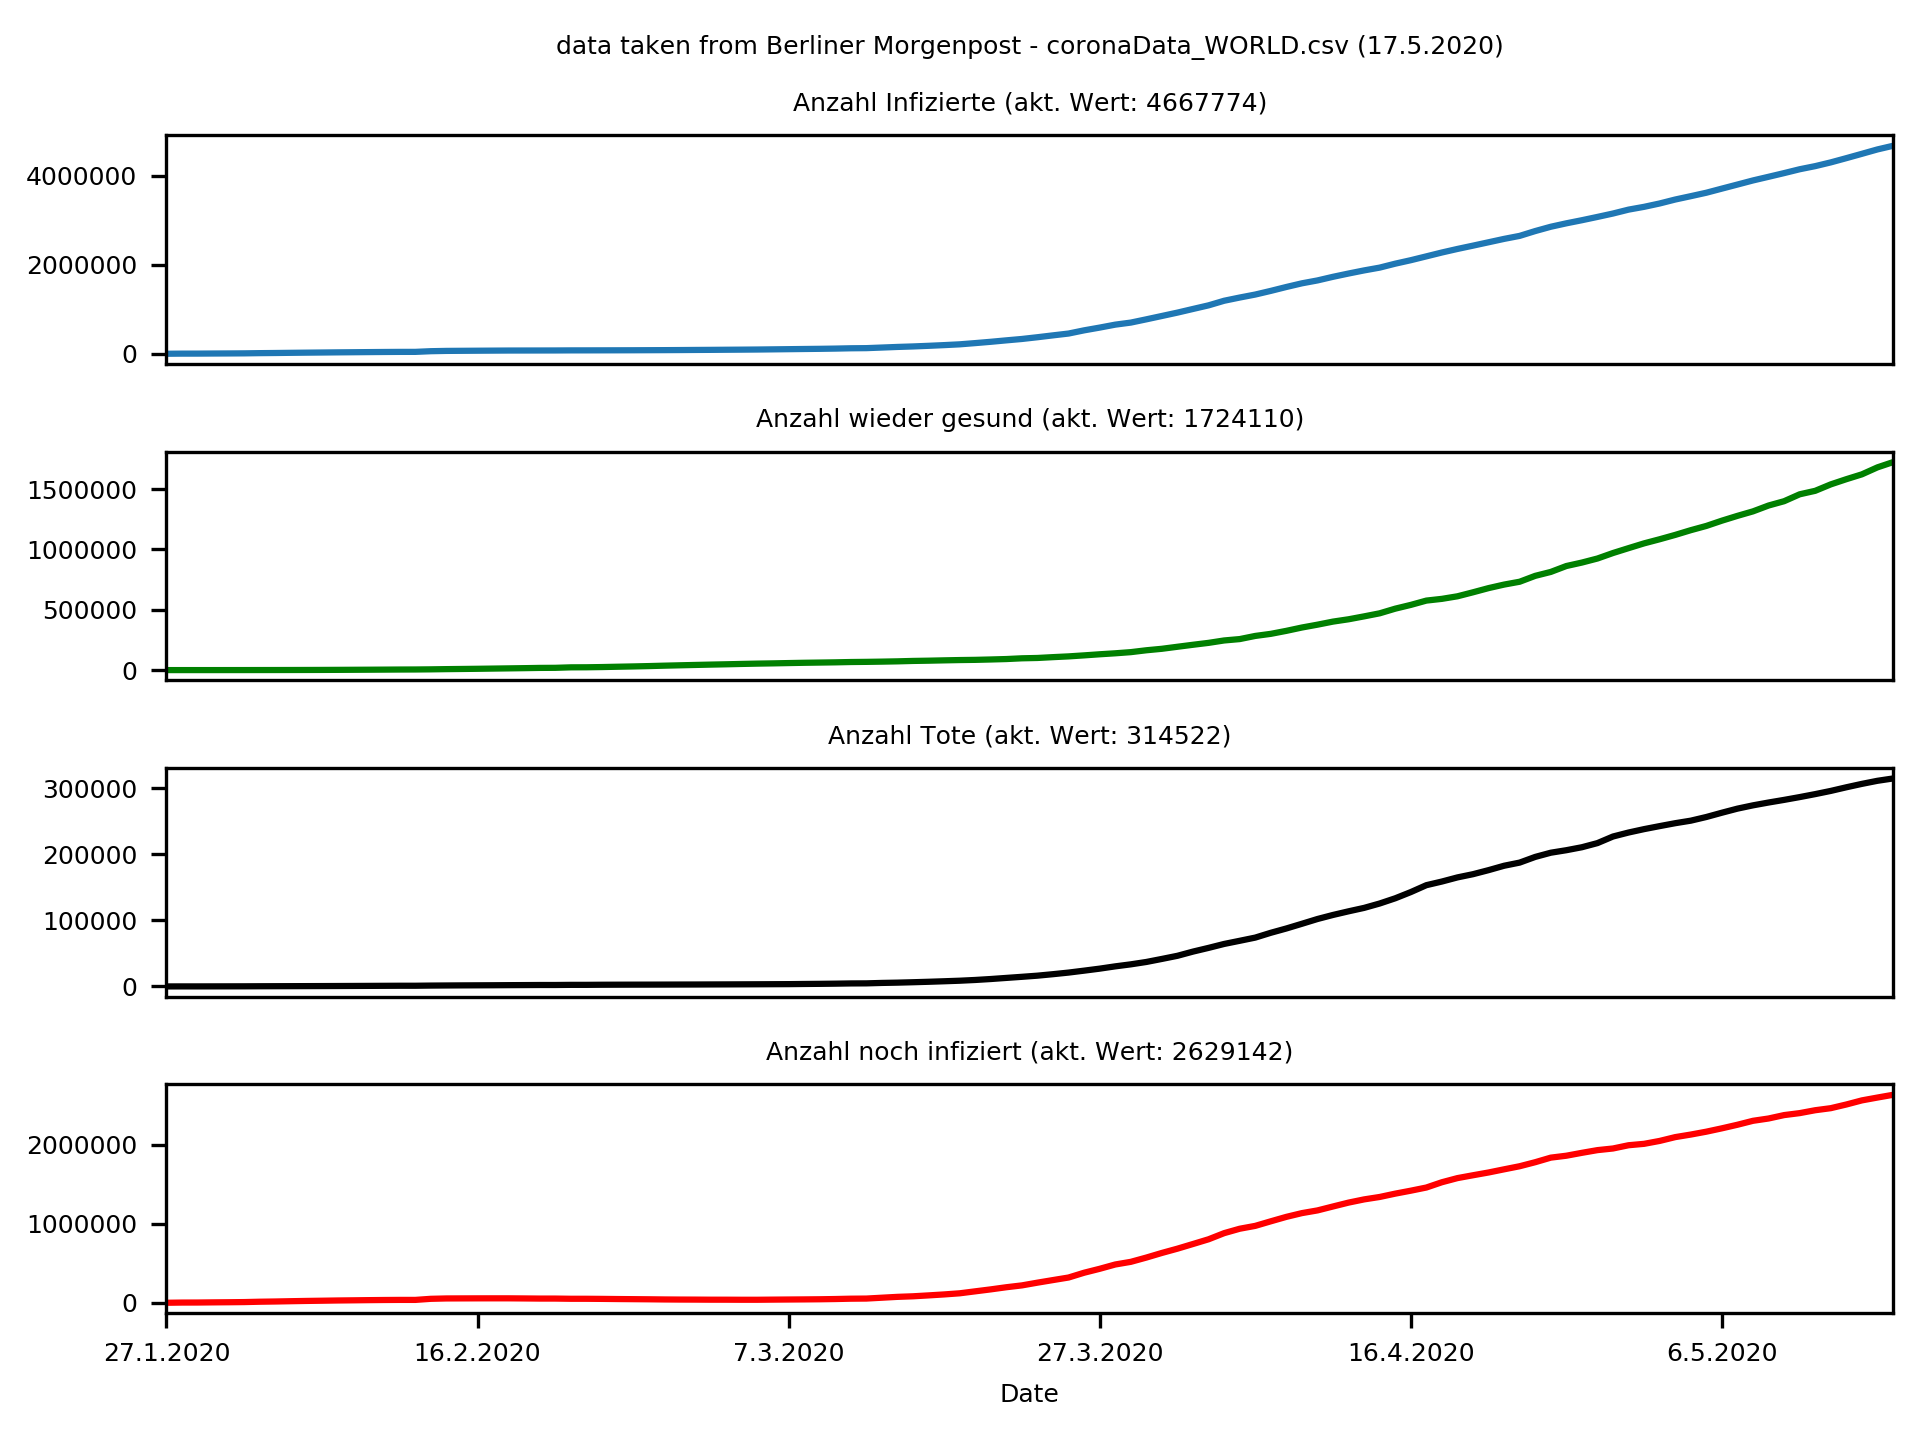 data taken from Berliner Morgenpost - coronaData_WORLD.csv (17.5.2020)
Anzahl Infizierte (akt. Wert: 4667774)
4000000
2000000
0
Anzahl wieder gesund (akt. Wert: 1724110)
1500000
1000000
500000
0
Anzahl Tote (akt. Wert: 314522)
300000
200000
100000
0
Anzahl noch infiziert (akt. Wert: 2629142)
2000000
1000000
0
27.1.2020 16.2.2020 7.3.2020 27.3.2020 16.4.2020 6.5.2020
Date